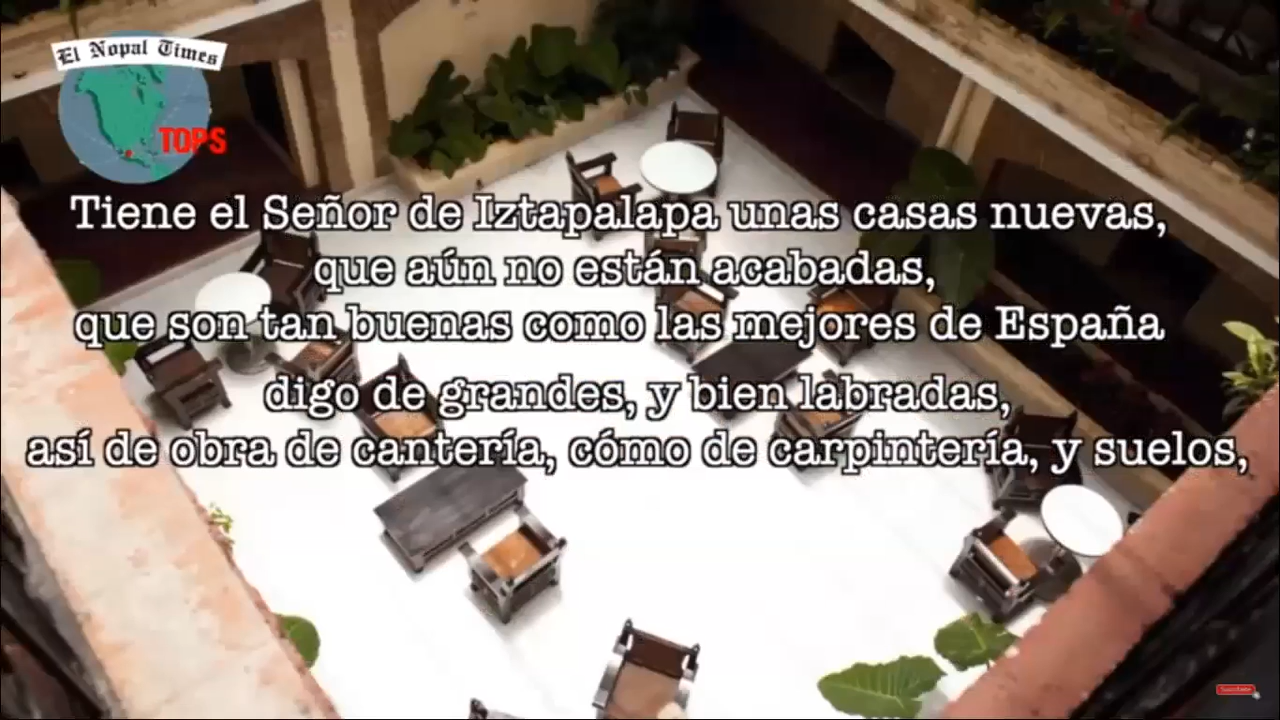 El Nopal Times
TOPS
Tiene el Señor de Iztapalapa unas casas nuevas,
que aún no están acabadas,
que son tan buenas como las mejores de España
digo de grandes, y bien labradas,
así de obra de cantería, cómo de carpintería, y suelos,